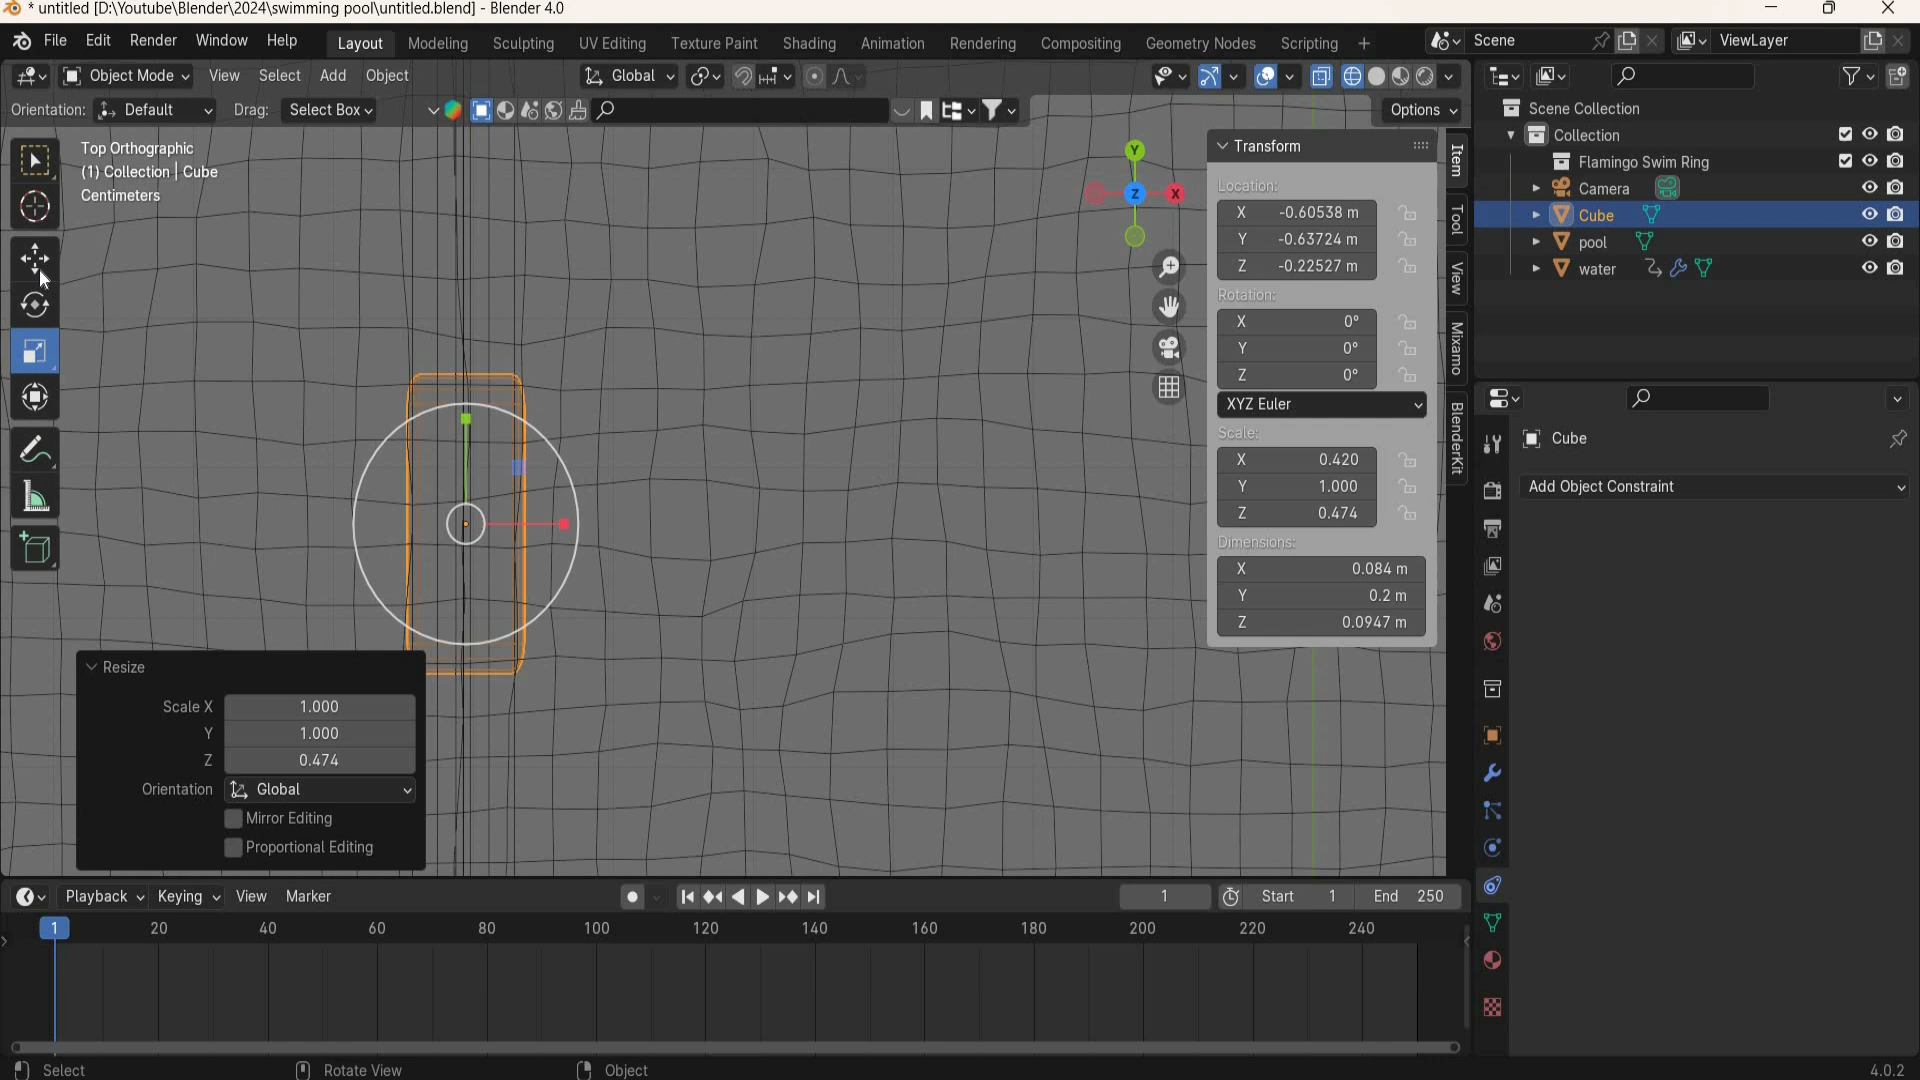 * untitled [D:\Youtube\Blender\2024\swimming pool\untitled.blend] - Blender 4.0
File Edit Render Window Help Layout Modeling Sculpting UV Editing Texture Paint Shading Animation Rendering Compositing Geometry Nodes Scripting + Scene ViewLayer
Object Mode View Select Add Object Global
Orientation: Default Drag: Select Box Options
Top Orthographic
(1) Collection | Cube
Centimeters
Y
X
Z
Transform
Location:
X -0.60538 m
Y -0.63724 m
Z -0.22527 m
Rotation:
X 0°
Y 0°
Z 0°
XYZ Euler
Scale:
X 0.420
Y 1.000
Z 0.474
Dimensions:
X 0.084 m
Y 0.2 m
Z 0.0947 m
Item
Tool
View
Mixamo
BlenderKit
Scene Collection
Collection
Flamingo Swim Ring
Camera
Cube
pool
water
Cube
Add Object Constraint
Resize
Scale X 1.000
Y 1.000
Z 0.474
Orientation Global
Mirror Editing
Proportional Editing
Playback Keying View Marker 1 Start 1 End 250
1 20 40 60 80 100 120 140 160 180 200 220 240
Select Rotate View Object 4.0.2